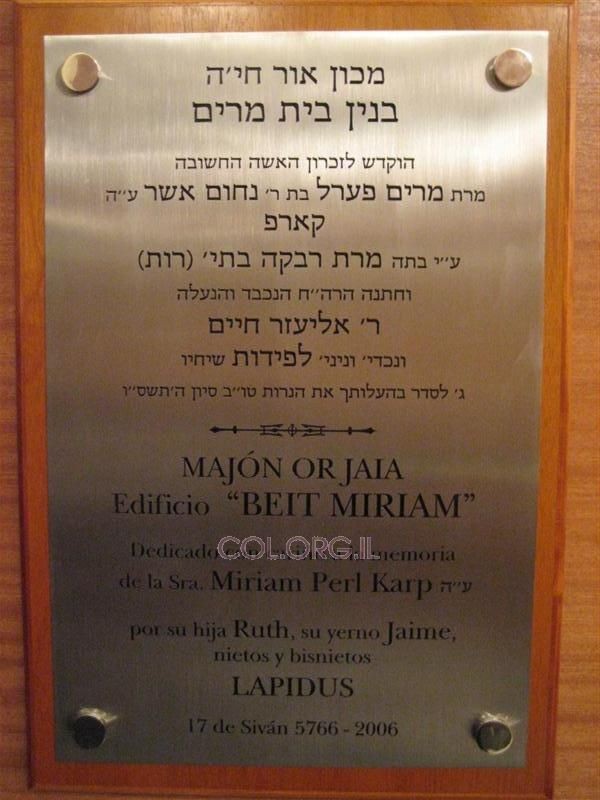 מכון אור חי״ה
בנין בית מרים
הוקדש לזכרון האשה החשובה
מרת מרים פערל בת ר׳ נחום אשר ע״ה
קארפ
ע״י בתה מרת רבקה בתי׳ (רות)
וחתנה הרה״ח הנכבד והנעלה
ר׳ אליעזר חיים
ונכדי׳ וניני׳ לפידות שיחיו
ג׳ לסדר בהעלותך את הנרות טו״ב סיון ה׳תשס״ו
MAJÓN OR JAIA
Edificio “BEIT MIRIAM”
COL.ORG.IL
Dedicado memoria
de la Sra. Miriam Perl Karp ע״ה
por su hija Ruth, su yerno Jaime,
nietos y bisnietos
LAPIDUS
17 de Siván 5766 - 2006